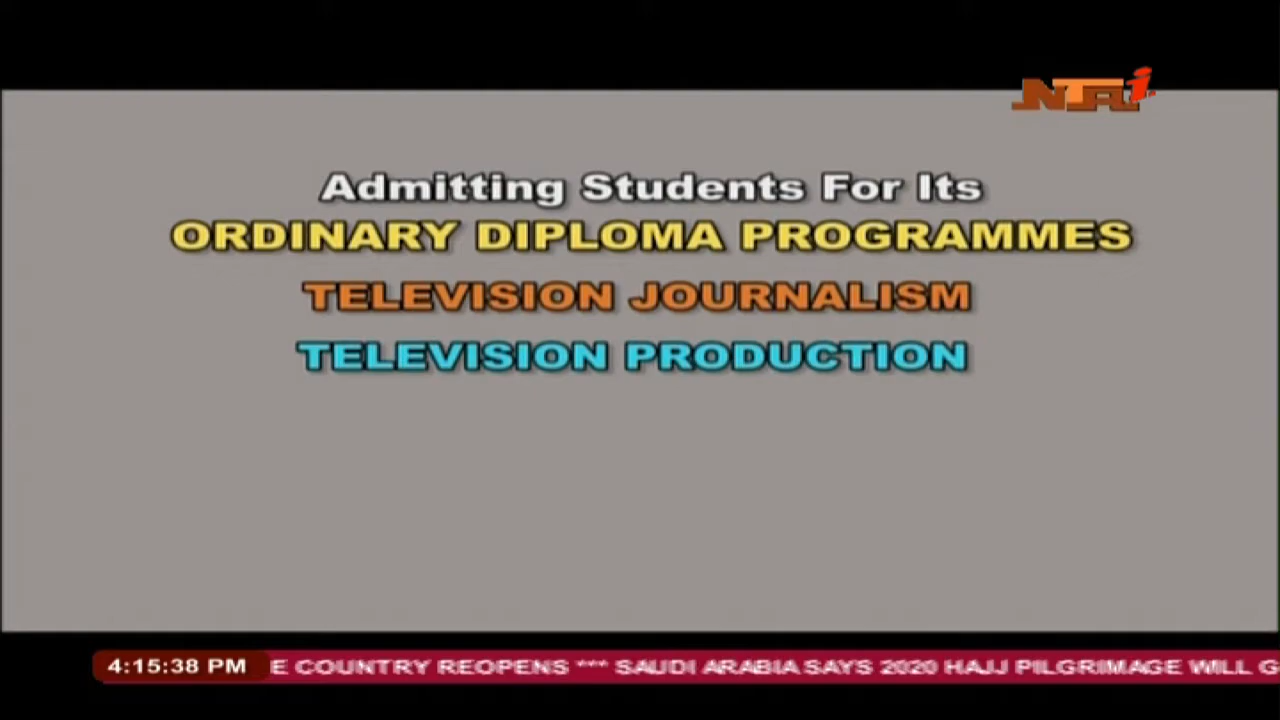 NTAi
Admitting Students For Its
ORDINARY DIPLOMA PROGRAMMES
TELEVISION JOURNALISM
TELEVISION PRODUCTION
4:15:38 PM
E COUNTRY REOPENS *** SAUDI ARABIA SAYS 2020 HAJJ PILGRIMAGE WILL G